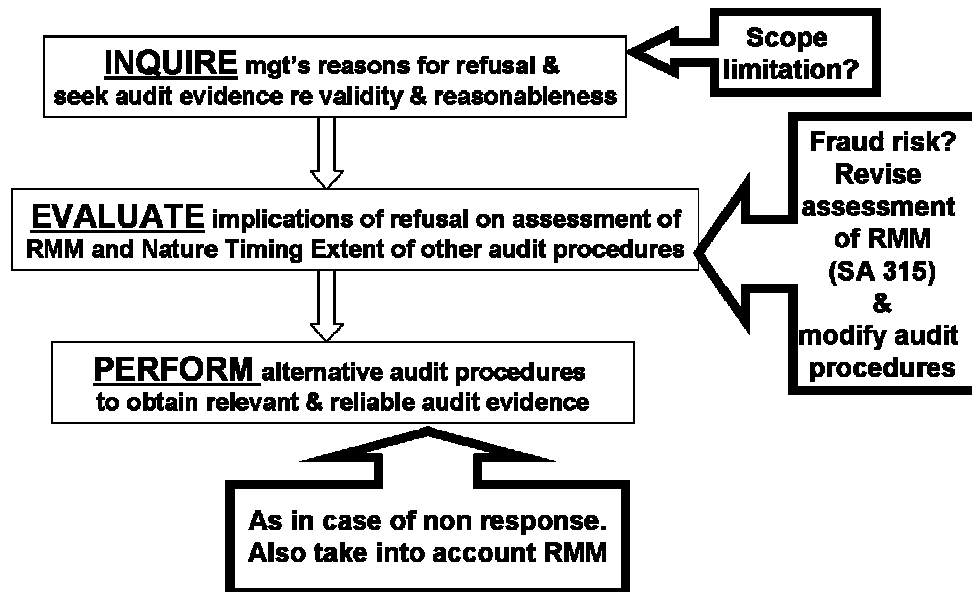 INQUIRE mgt's reasons for refusal &
seek audit evidence re validity & reasonableness
Scope
limitation?
EVALUATE implications of refusal on assessment of
RMM and Nature Timing Extent of other audit procedures
Fraud risk?
Revise
assessment
of RMM
(SA 315)
&
modify audit
procedures
PERFORM alternative audit procedures
to obtain relevant & reliable audit evidence
As in case of non response.
Also take into account RMM